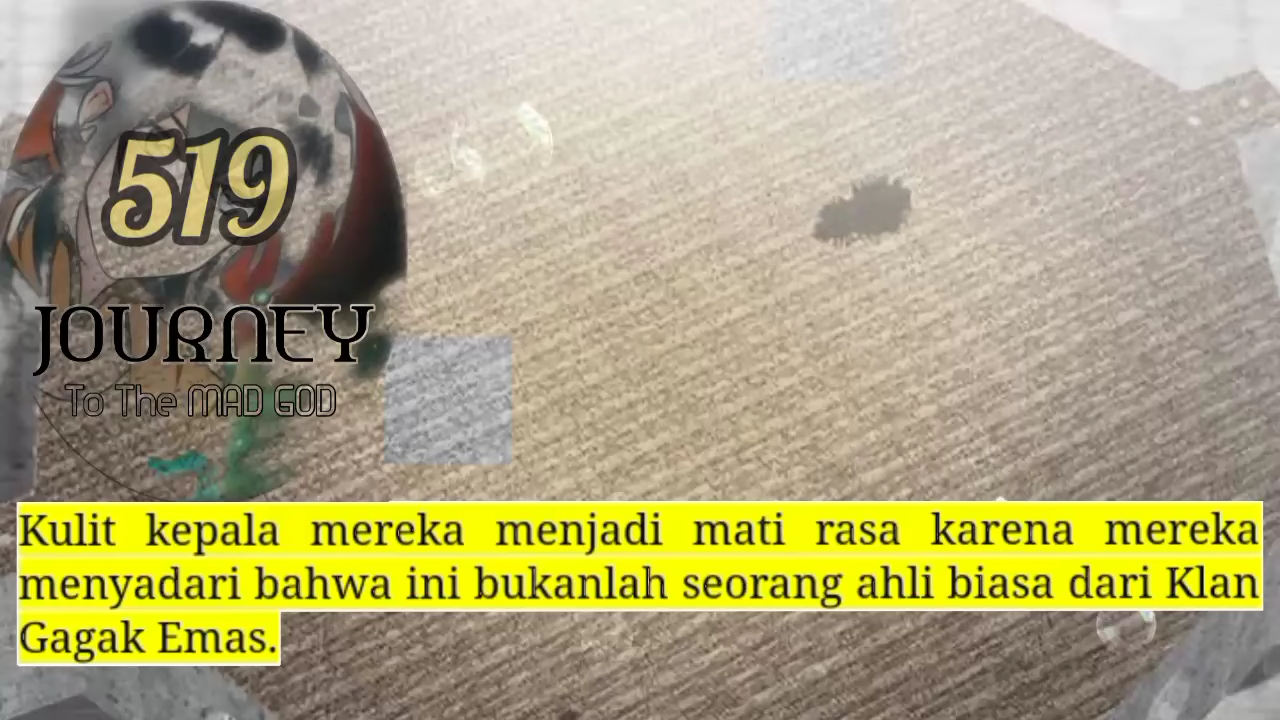 519
JOURNEY
To The MAD GOD
Kulit kepala mereka menjadi mati rasa karena mereka
menyadari bahwa ini bukanlah seorang ahli biasa dari Klan
Gagak Emas.